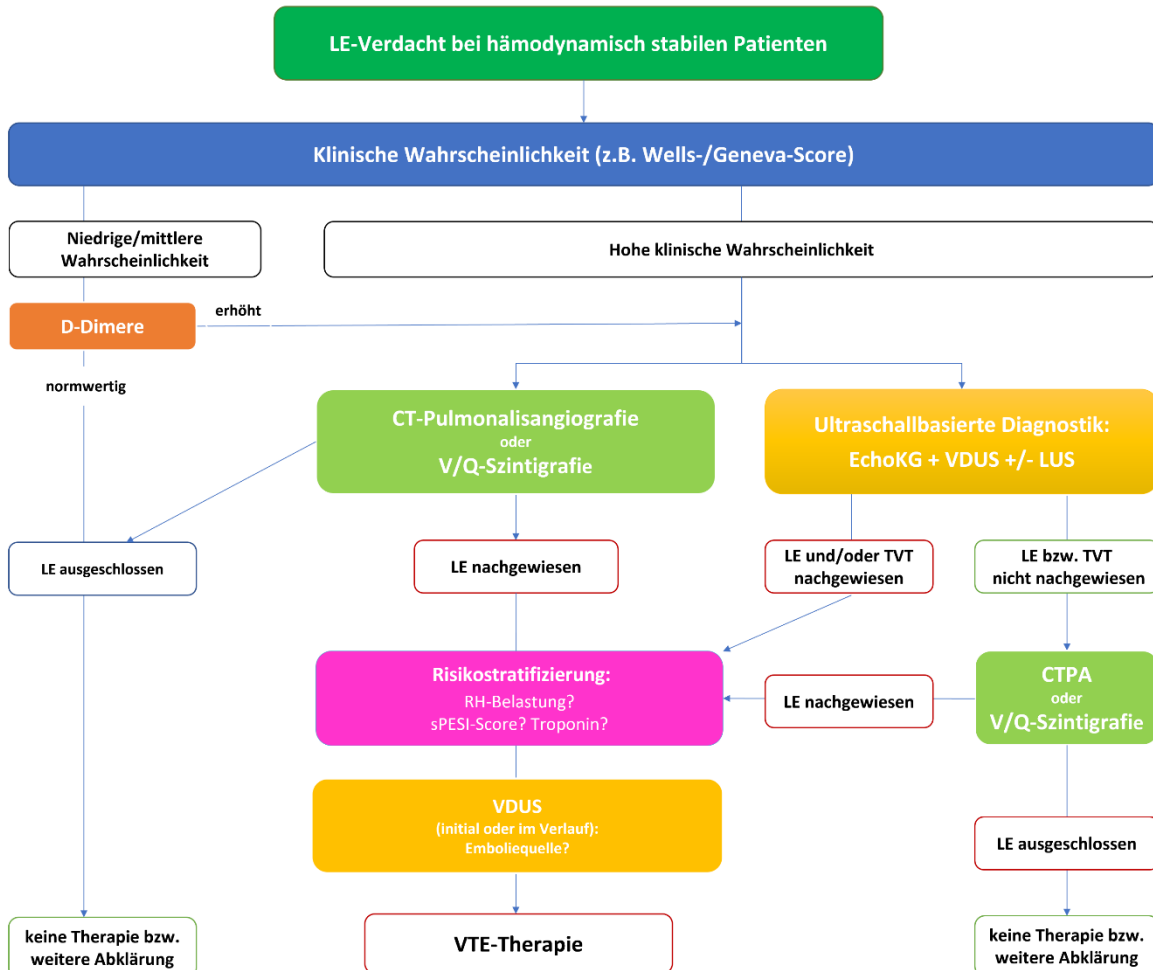 LE-Verdacht bei hämodynamisch stabilen Patienten
Klinische Wahrscheinlichkeit (z.B. Wells-/Geneva-Score)
Niedrige/mittlere
Wahrscheinlichkeit
Hohe klinische Wahrscheinlichkeit
D-Dimere
erhöht
normwertig
CT-Pulmonalisangiografie
oder
V/Q-Szintigrafie
Ultraschallbasierte Diagnostik:
EchoKG + VDUS +/- LUS
LE ausgeschlossen
LE nachgewiesen
LE und/oder TVT
nachgewiesen
LE bzw. TVT
nicht nachgewiesen
Risikostratifizierung:
RH-Belastung?
sPESI-Score? Troponin?
LE nachgewiesen
CTPA
oder
V/Q-Szintigrafie
VDUS
(initial oder im Verlauf):
Emboliequelle?
LE ausgeschlossen
keine Therapie bzw.
weitere Abklärung
VTE-Therapie
keine Therapie bzw.
weitere Abklärung